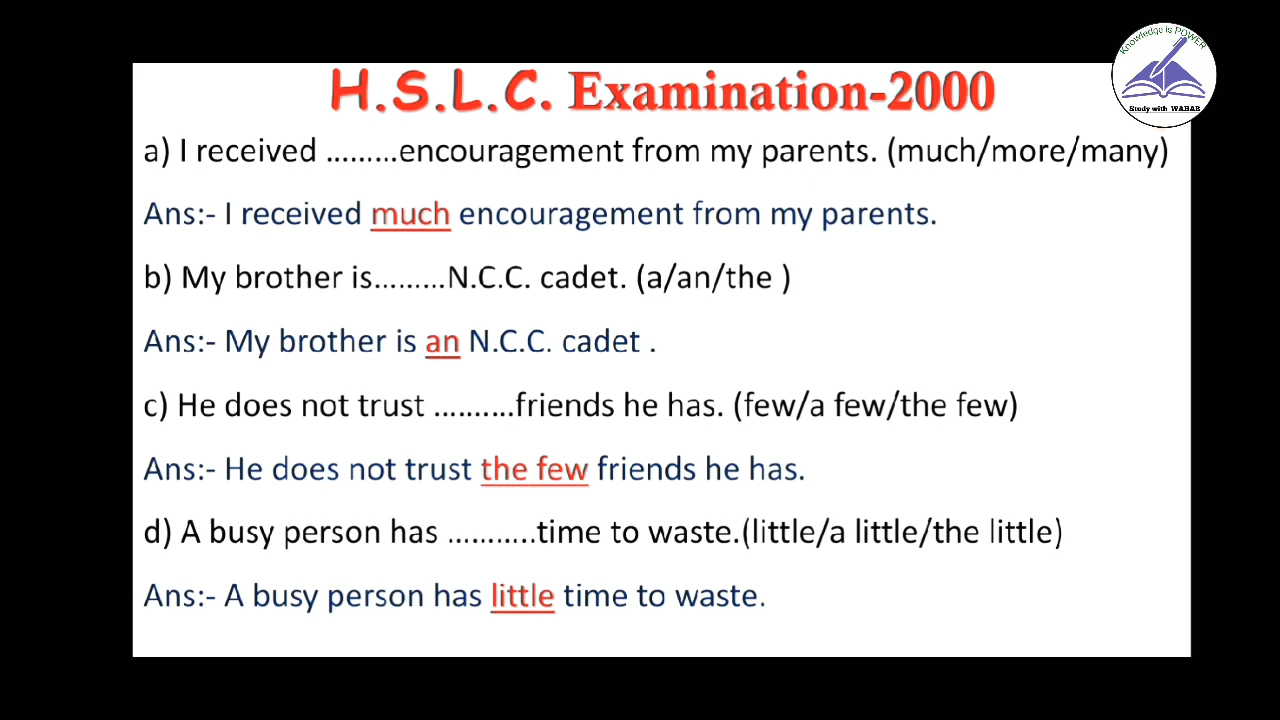 Knowledge is POWER
Study with WAHAB
H.S.L.C. Examination-2000
a) I received .........encouragement from my parents. (much/more/many)
Ans:- I received much encouragement from my parents.
b) My brother is.........N.C.C. cadet. (a/an/the )
Ans:- My brother is an N.C.C. cadet .
c) He does not trust ..........friends he has. (few/a few/the few)
Ans:- He does not trust the few friends he has.
d) A busy person has ...........time to waste.(little/a little/the little)
Ans:- A busy person has little time to waste.